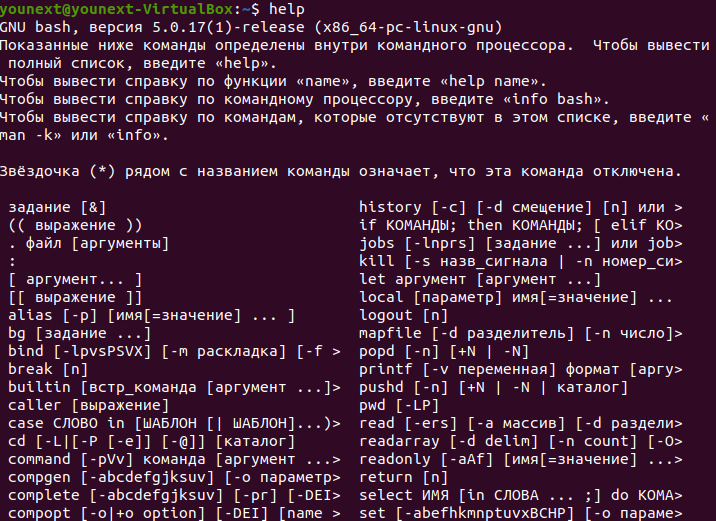 younext@younext-VirtualBox:~$ help
GNU bash, версия 5.0.17(1)-release (x86_64-pc-linux-gnu)
Показанные ниже команды определены внутри командного процессора.  Чтобы вывести
 полный список, введите «help».
Чтобы вывести справку по функции «name», введите «help name».
Чтобы вывести справку по командному процессору, введите «info bash».
Чтобы вывести справку по командам, которые отсутствуют в этом списке, введите «
man -k» или «info».
Звёздочка (*) рядом с названием команды означает, что эта команда отключена.
 задание [&]                             history [-c] [-d смещение] [n] или >
 (( выражение ))                         if КОМАНДЫ; then КОМАНДЫ; [ elif КО>
 . файл [аргументы]                      jobs [-lnprs] [задание ...] или job>
 :                                       kill [-s назв_сигнала | -n номер_си>
 [ аргумент... ]                         let аргумент [аргумент ...]
 [[ выражение ]]                         local [параметр] имя[=значение] ...
 alias [-p] [имя[=значение] ... ]        logout [n]
 bg [задание ...]                        mapfile [-d разделитель] [-n число]>
 bind [-lpvsPSVX] [-m раскладка] [-f >   popd [-n] [+N | -N]
 break [n]                               printf [-v переменная] формат [аргу>
 builtin [встр_команда [аргумент ...]>   pushd [-n] [+N | -N | каталог]
 caller [выражение]                      pwd [-LP]
 case СЛОВО in [ШАБЛОН [| ШАБЛОН]...)>   read [-ers] [-a массив] [-d раздели>
 cd [-L|[-P [-e]] [-@]] [каталог]        readarray [-d delim] [-n count] [-O>
 command [-pVv] команда [аргумент ...>   readonly [-aAf] [имя[=значение] ...>
 compgen [-abcdefgjksuv] [-o параметр>   return [n]
 complete [-abcdefgjksuv] [-pr] [-DEI>   select ИМЯ [in СЛОВА ... ;] do КОМА>
 compopt [-o|+o option] [-DEI] [name >   set [-abefhkmnptuvxBCHP] [-o параме>